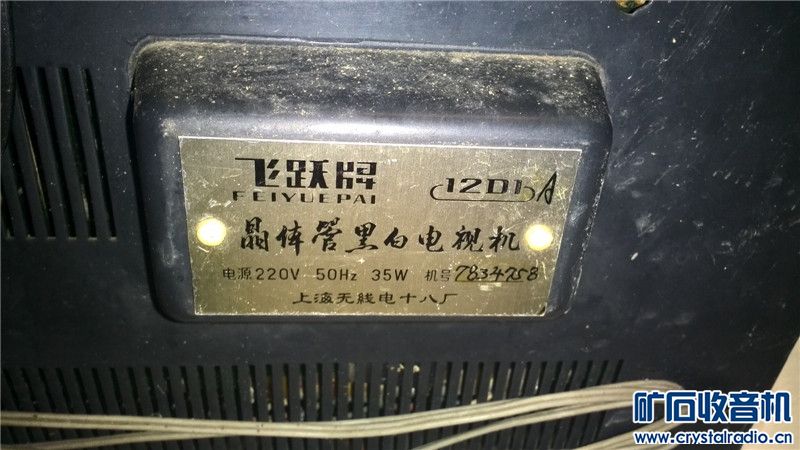 飞跃牌 12D1A
FEIYUEPAI
晶体管黑白电视机
电源220V 50Hz 35W 机号7834758
上海无线电十八厂
矿石收音机
www.crystalradio.cn